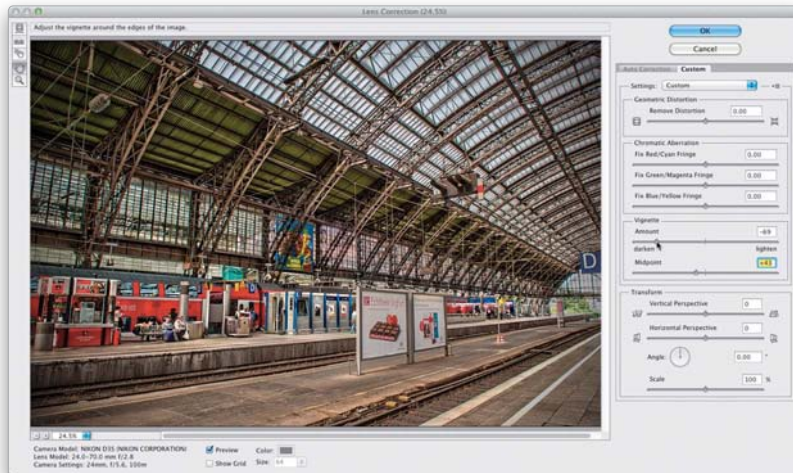 Lens Correction (24.5%)
Adjust the vignette around the edges of the image.
OK
Cancel
Auto Correction
Custom
Settings: Custom
Geometric Distortion
Remove Distortion 0.00
Chromatic Aberration
Fix Red/Cyan Fringe 0.00
Fix Green/Magenta Fringe 0.00
Fix Blue/Yellow Fringe 0.00
Vignette
Amount -69
darken lighten
Midpoint +43
Transform
Vertical Perspective 0
Horizontal Perspective 0
Angle: 0.00 °
Scale 100 %
D
24.5%
Camera Model: NIKON D3S (NIKON CORPORATION)
Lens Model: 24.0-70.0 mm f/2.8
Camera Settings: 24mm, f/5.6, 100m
Preview Color:
Show Grid Size: